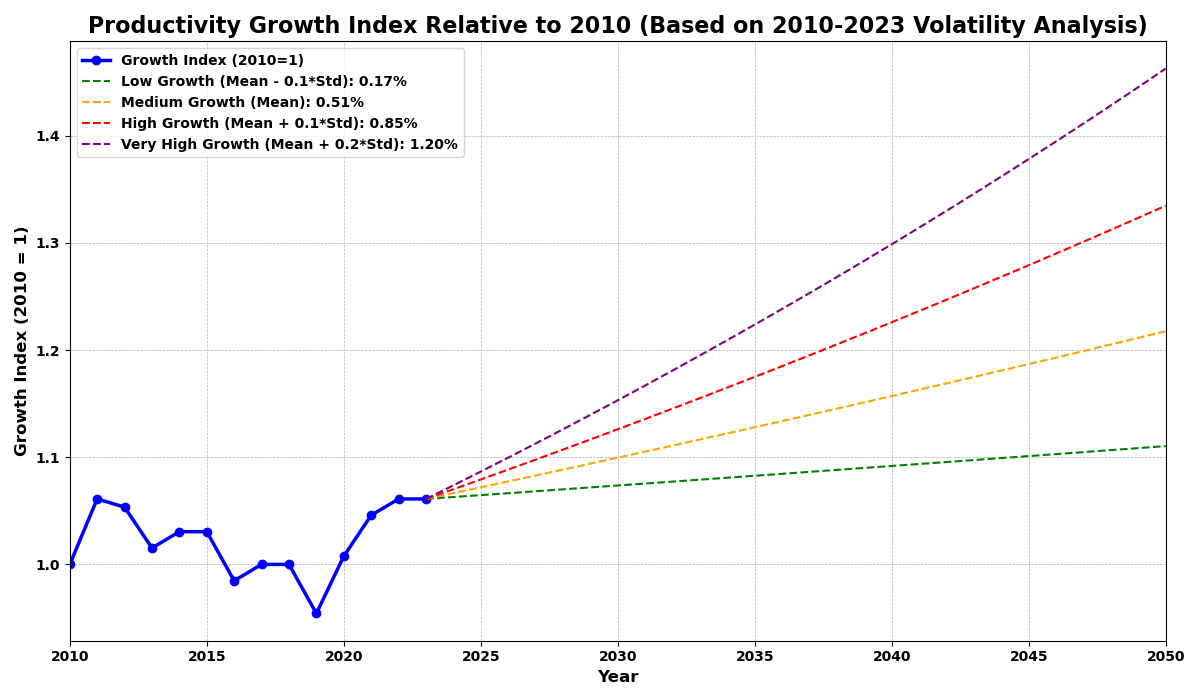 Productivity Growth Index Relative to 2010 (Based on 2010-2023 Volatility Analysis)
Growth Index (2010=1)
Low Growth (Mean - 0.1*Std): 0.17%
Medium Growth (Mean): 0.51%
High Growth (Mean + 0.1*Std): 0.85%
Very High Growth (Mean + 0.2*Std): 1.20%
Growth Index (2010 = 1)
1.4
1.3
1.2
1.1
1.0
2010 2015 2020 2025 2030 2035 2040 2045 2050
Year